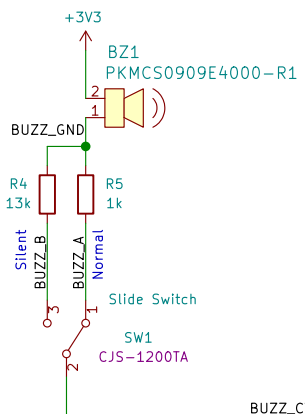 +3V3
BZ1
PKMCS0909E4000-R1
2
1
BUZZ_GND
R4
13k
R5
1k
Silent
BUZZ_B
BUZZ_A
Normal
3
1
Slide Switch
SW1
CJS-1200TA
2
BUZZ_C